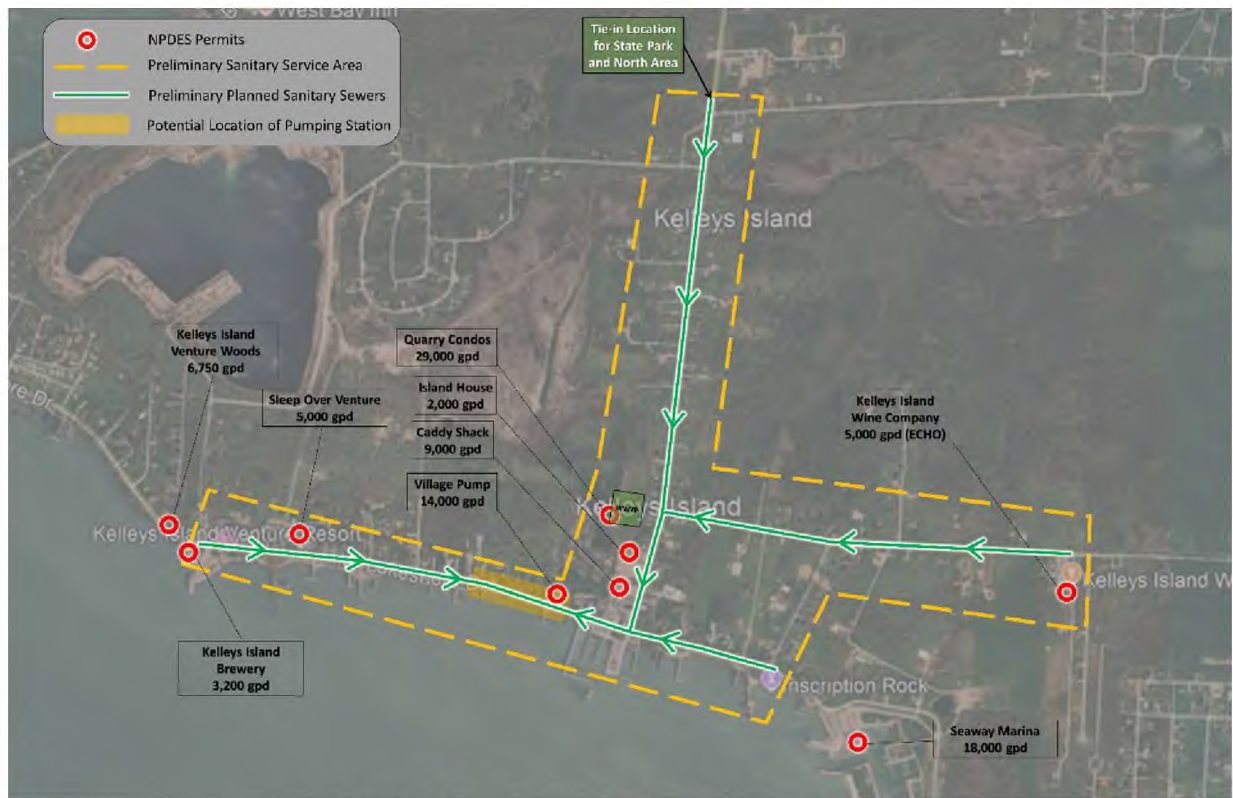 West Bay Inn
NPDES Permits
Preliminary Sanitary Service Area
Preliminary Planned Sanitary Sewers
Potential Location of Pumping Station
Tie-in Location
for State Park
and North Area
Kelleys Island
Kelleys Island
Venture Woods
6,750 gpd
Quarry Condos
29,000 gpd
Island House
2,000 gpd
Sleep Over Venture
5,000 gpd
Caddy Shack
9,000 gpd
Village Pump
14,000 gpd
Kelleys Island
Wine Company
5,000 gpd (ECHO)
ore Dr
Kelleys Island
Kelleys Island Venture Resort
Kelleys Island W
Kelleys Island
Brewery
3,200 gpd
Inscription Rock
Seaway Marina
18,000 gpd